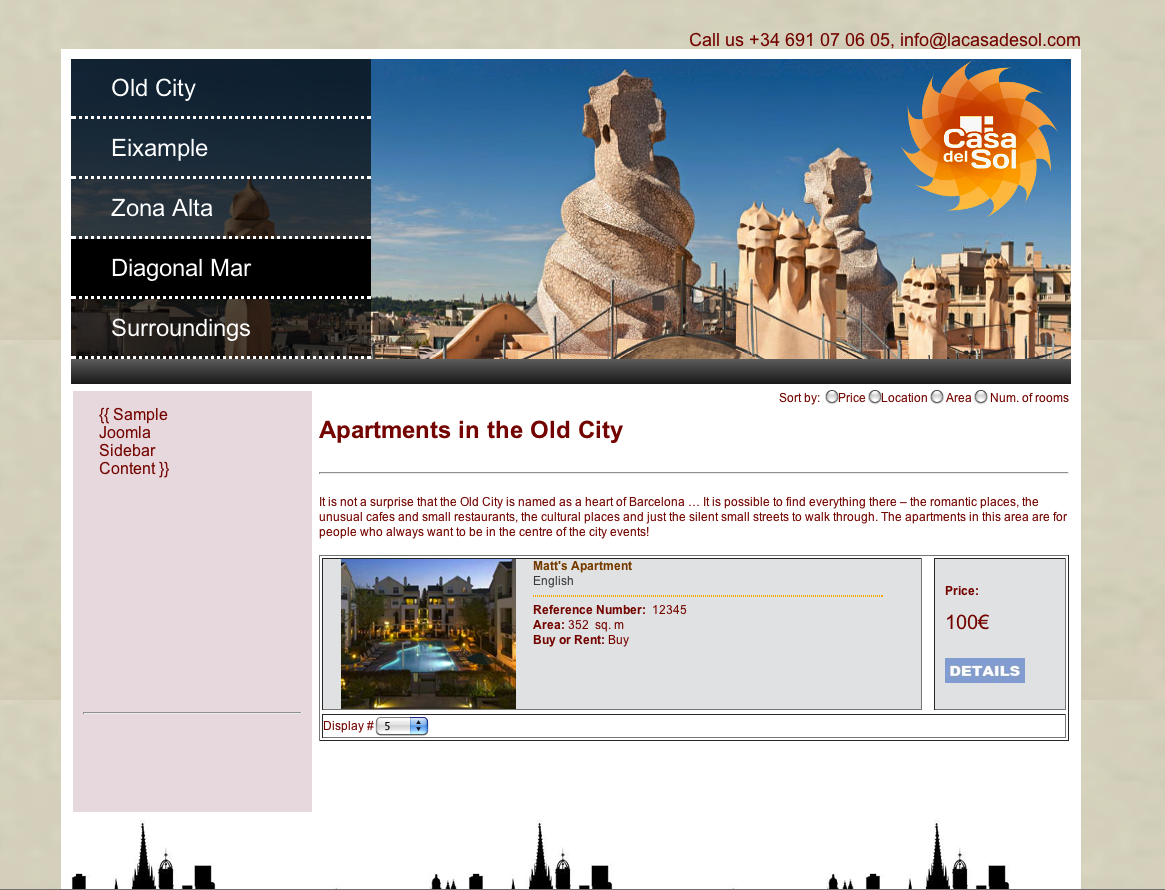 Call us +34 691 07 06 05, info@lacasadesol.com
Old City
Eixample
Zona Alta
Diagonal Mar
Surroundings
Casa
del Sol
{{ Sample
Joomla
Sidebar
Content }}
Sort by: Price Location Area Num. of rooms
Apartments in the Old City
It is not a surprise that the Old City is named as a heart of Barcelona … It is possible to find everything there – the romantic places, the
unusual cafes and small restaurants, the cultural places and just the silent small streets to walk through. The apartments in this area are for
people who always want to be in the centre of the city events!
Matt's Apartment
English
Reference Number: 12345
Area: 352 sq. m
Buy or Rent: Buy
Price:
100€
DETAILS
Display # 5